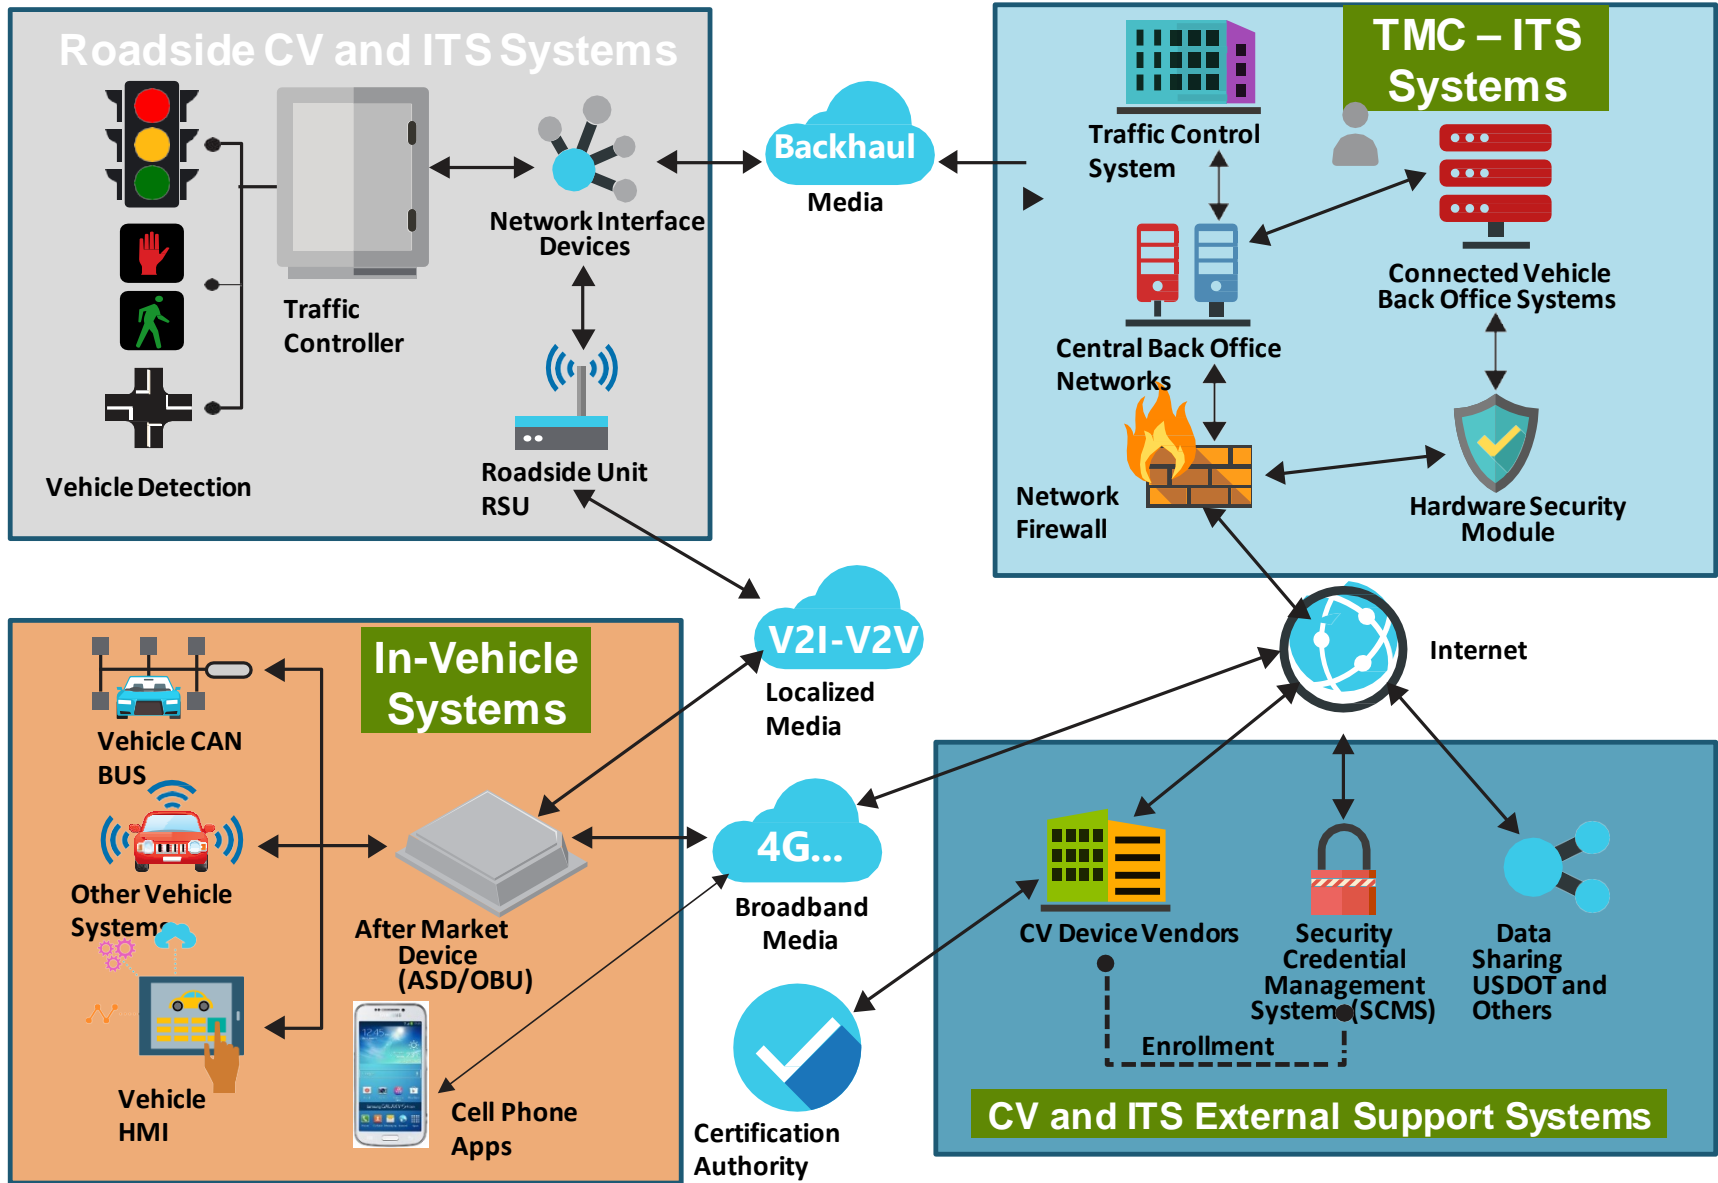 Roadside CV and ITS Systems
Traffic
Controller
Network Interface
Devices
Roadside Unit
RSU
Vehicle Detection
Backhaul
Media
TMC – ITS
Systems
Traffic Control
System
Connected Vehicle
Back Office Systems
Central Back Office
Networks
Network
Firewall
Hardware Security
Module
In-Vehicle
Systems
Vehicle CAN
BUS
Other Vehicle
Systems
After Market
Device
(ASD/OBU)
Vehicle
HMI
Cell Phone
Apps
V2I-V2V
Localized
Media
4G...
Broadband
Media
Certification
Authority
Internet
CV Device Vendors
Security
Credential
Management
System (SCMS)
Data
Sharing
USDOT and
Others
Enrollment
CV and ITS External Support Systems
12:45